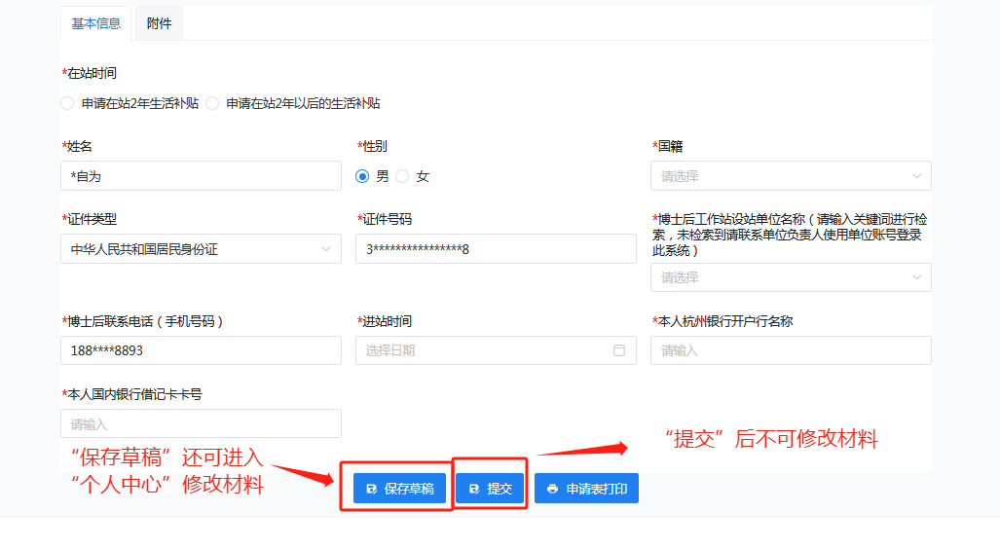 基本信息 附件
*在站时间
申请在站2年生活补贴 申请在站2年以后的生活补贴
*姓名 *性别 *国籍
*自为 男 女 请选择
*证件类型 *证件号码 *博士后工作站设站单位名称（请输入关键词进行检
索，未检索到请联系单位负责人使用单位账号登录
此系统）
中华人民共和国居民身份证 3****************8
请选择
*博士后联系电话（手机号码） *进站时间 *本人杭州银行开户行名称
188****8893 选择日期 请输入
*本人国内银行借记卡卡号
请输入
“保存草稿”还可进入
“个人中心”修改材料
“提交”后不可修改材料
保存草稿 提交 申请表打印